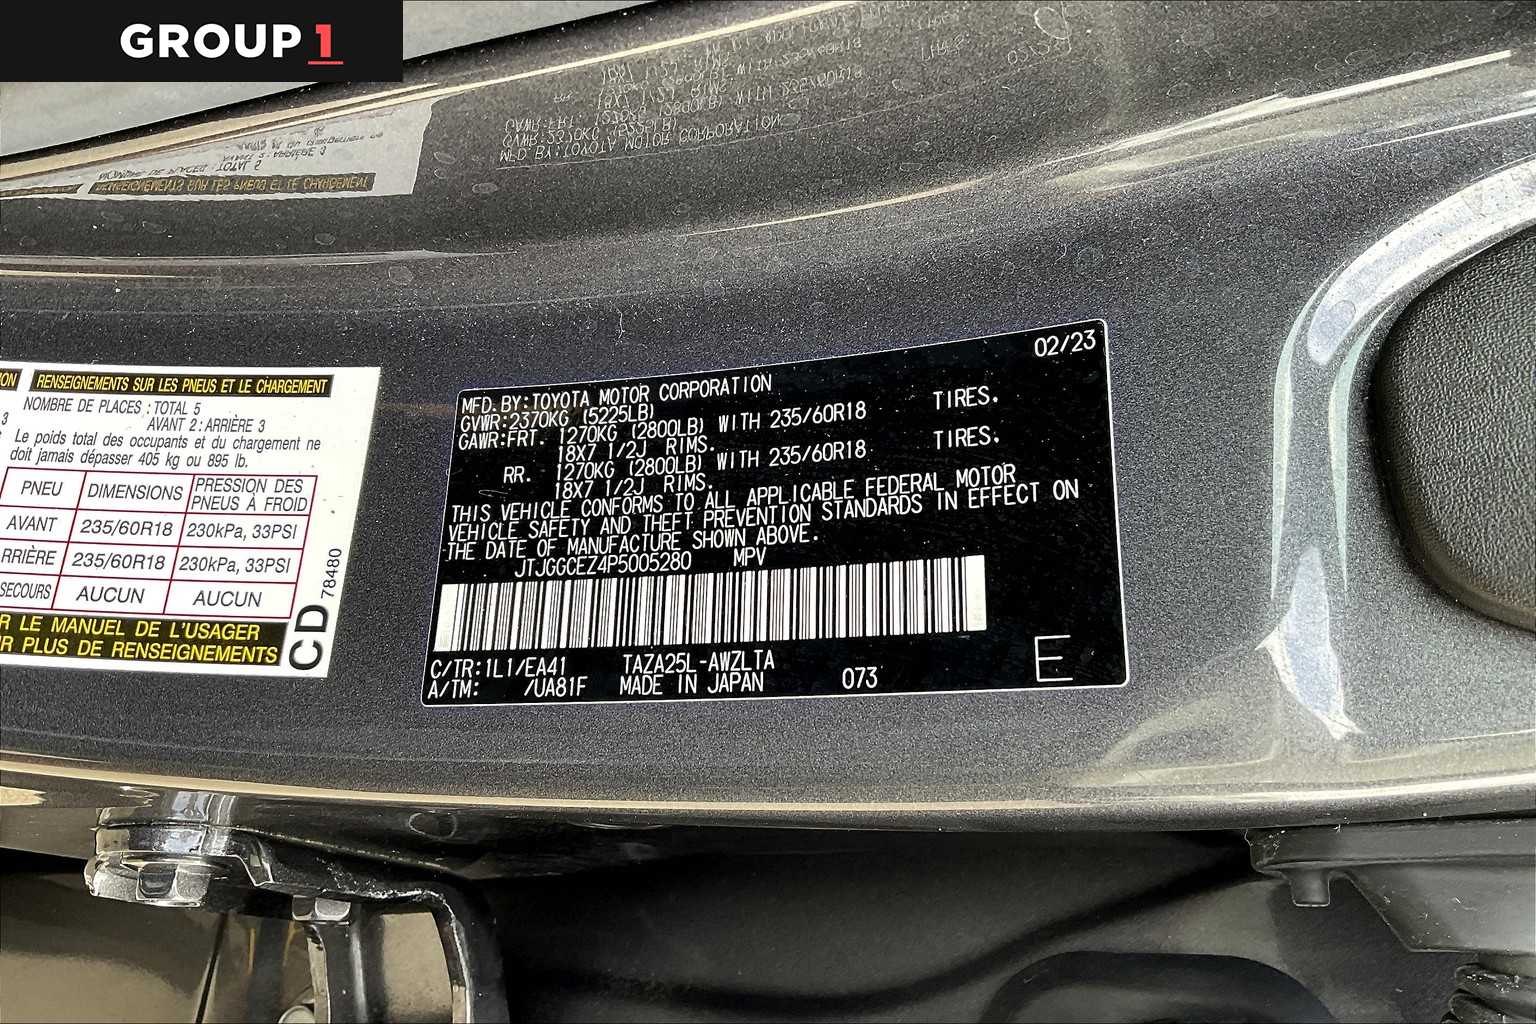 GROUP 1
ON RENSEIGNEMENTS SUR LES PNEUS ET LE CHARGEMENT
3 NOMBRE DE PLACES : TOTAL 5
AVANT 2 : ARRIÈRE 3
Le poids total des occupants et du chargement ne
doit jamais dépasser 405 kg ou 895 lb.
PNEU DIMENSIONS PRESSION DES PNEUS À FROID
AVANT 235/60R18 230kPa, 33PSI
RRIÈRE 235/60R18 230kPa, 33PSI
SECOURS AUCUN AUCUN
R LE MANUEL DE L'USAGER
R PLUS DE RENSEIGNEMENTS
CD 78480
02/23
MFD.BY:TOYOTA MOTOR CORPORATION
GVWR:2370KG (5225LB)
GAWR:FRT. 1270KG (2800LB) WITH 235/60R18 TIRES.
18X7 1/2J RIMS.
RR. 1270KG (2800LB) WITH 235/60R18 TIRES.
18X7 1/2J RIMS.
THIS VEHICLE CONFORMS TO ALL APPLICABLE FEDERAL MOTOR
VEHICLE SAFETY AND THEFT PREVENTION STANDARDS IN EFFECT ON
THE DATE OF MANUFACTURE SHOWN ABOVE.
JTJGGCEZ4P5005280 MPV
C/TR:1L1/EA41 TAZA25L-AWZLTA
A/TM: /UA81F MADE IN JAPAN 073
E